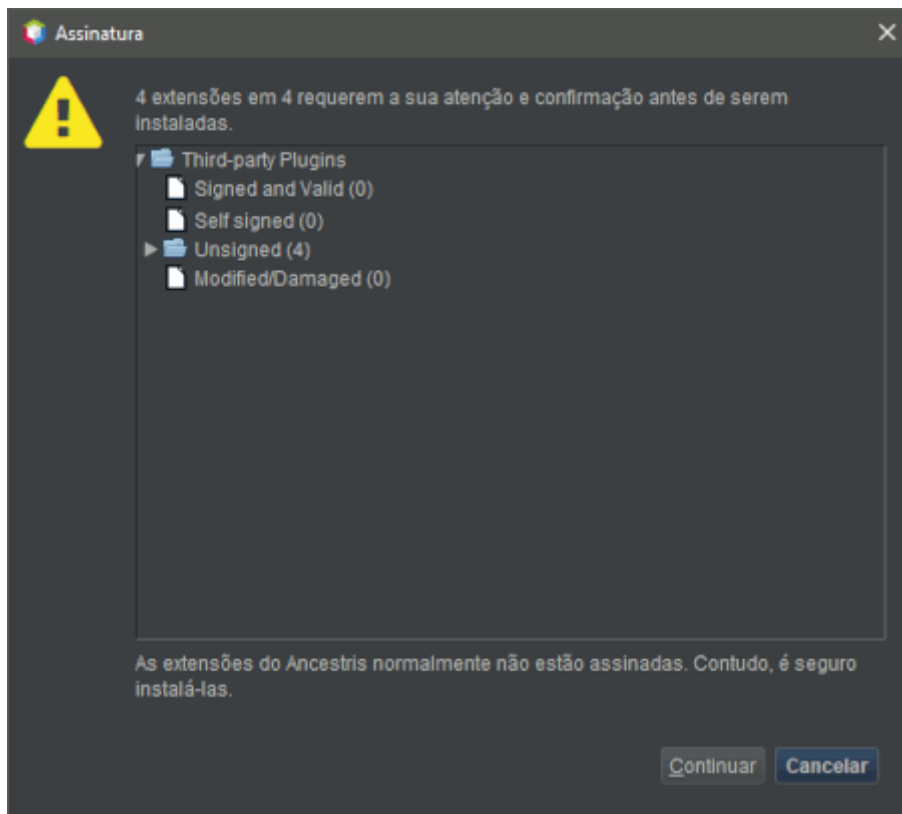 Assinatura
4 extensões em 4 requerem a sua atenção e confirmação antes de serem
instaladas.
Third-party Plugins
Signed and Valid (0)
Self signed (0)
Unsigned (4)
Modified/Damaged (0)
As extensões do Ancestris normalmente não estão assinadas. Contudo, é seguro
instalá-las.
Continuar Cancelar